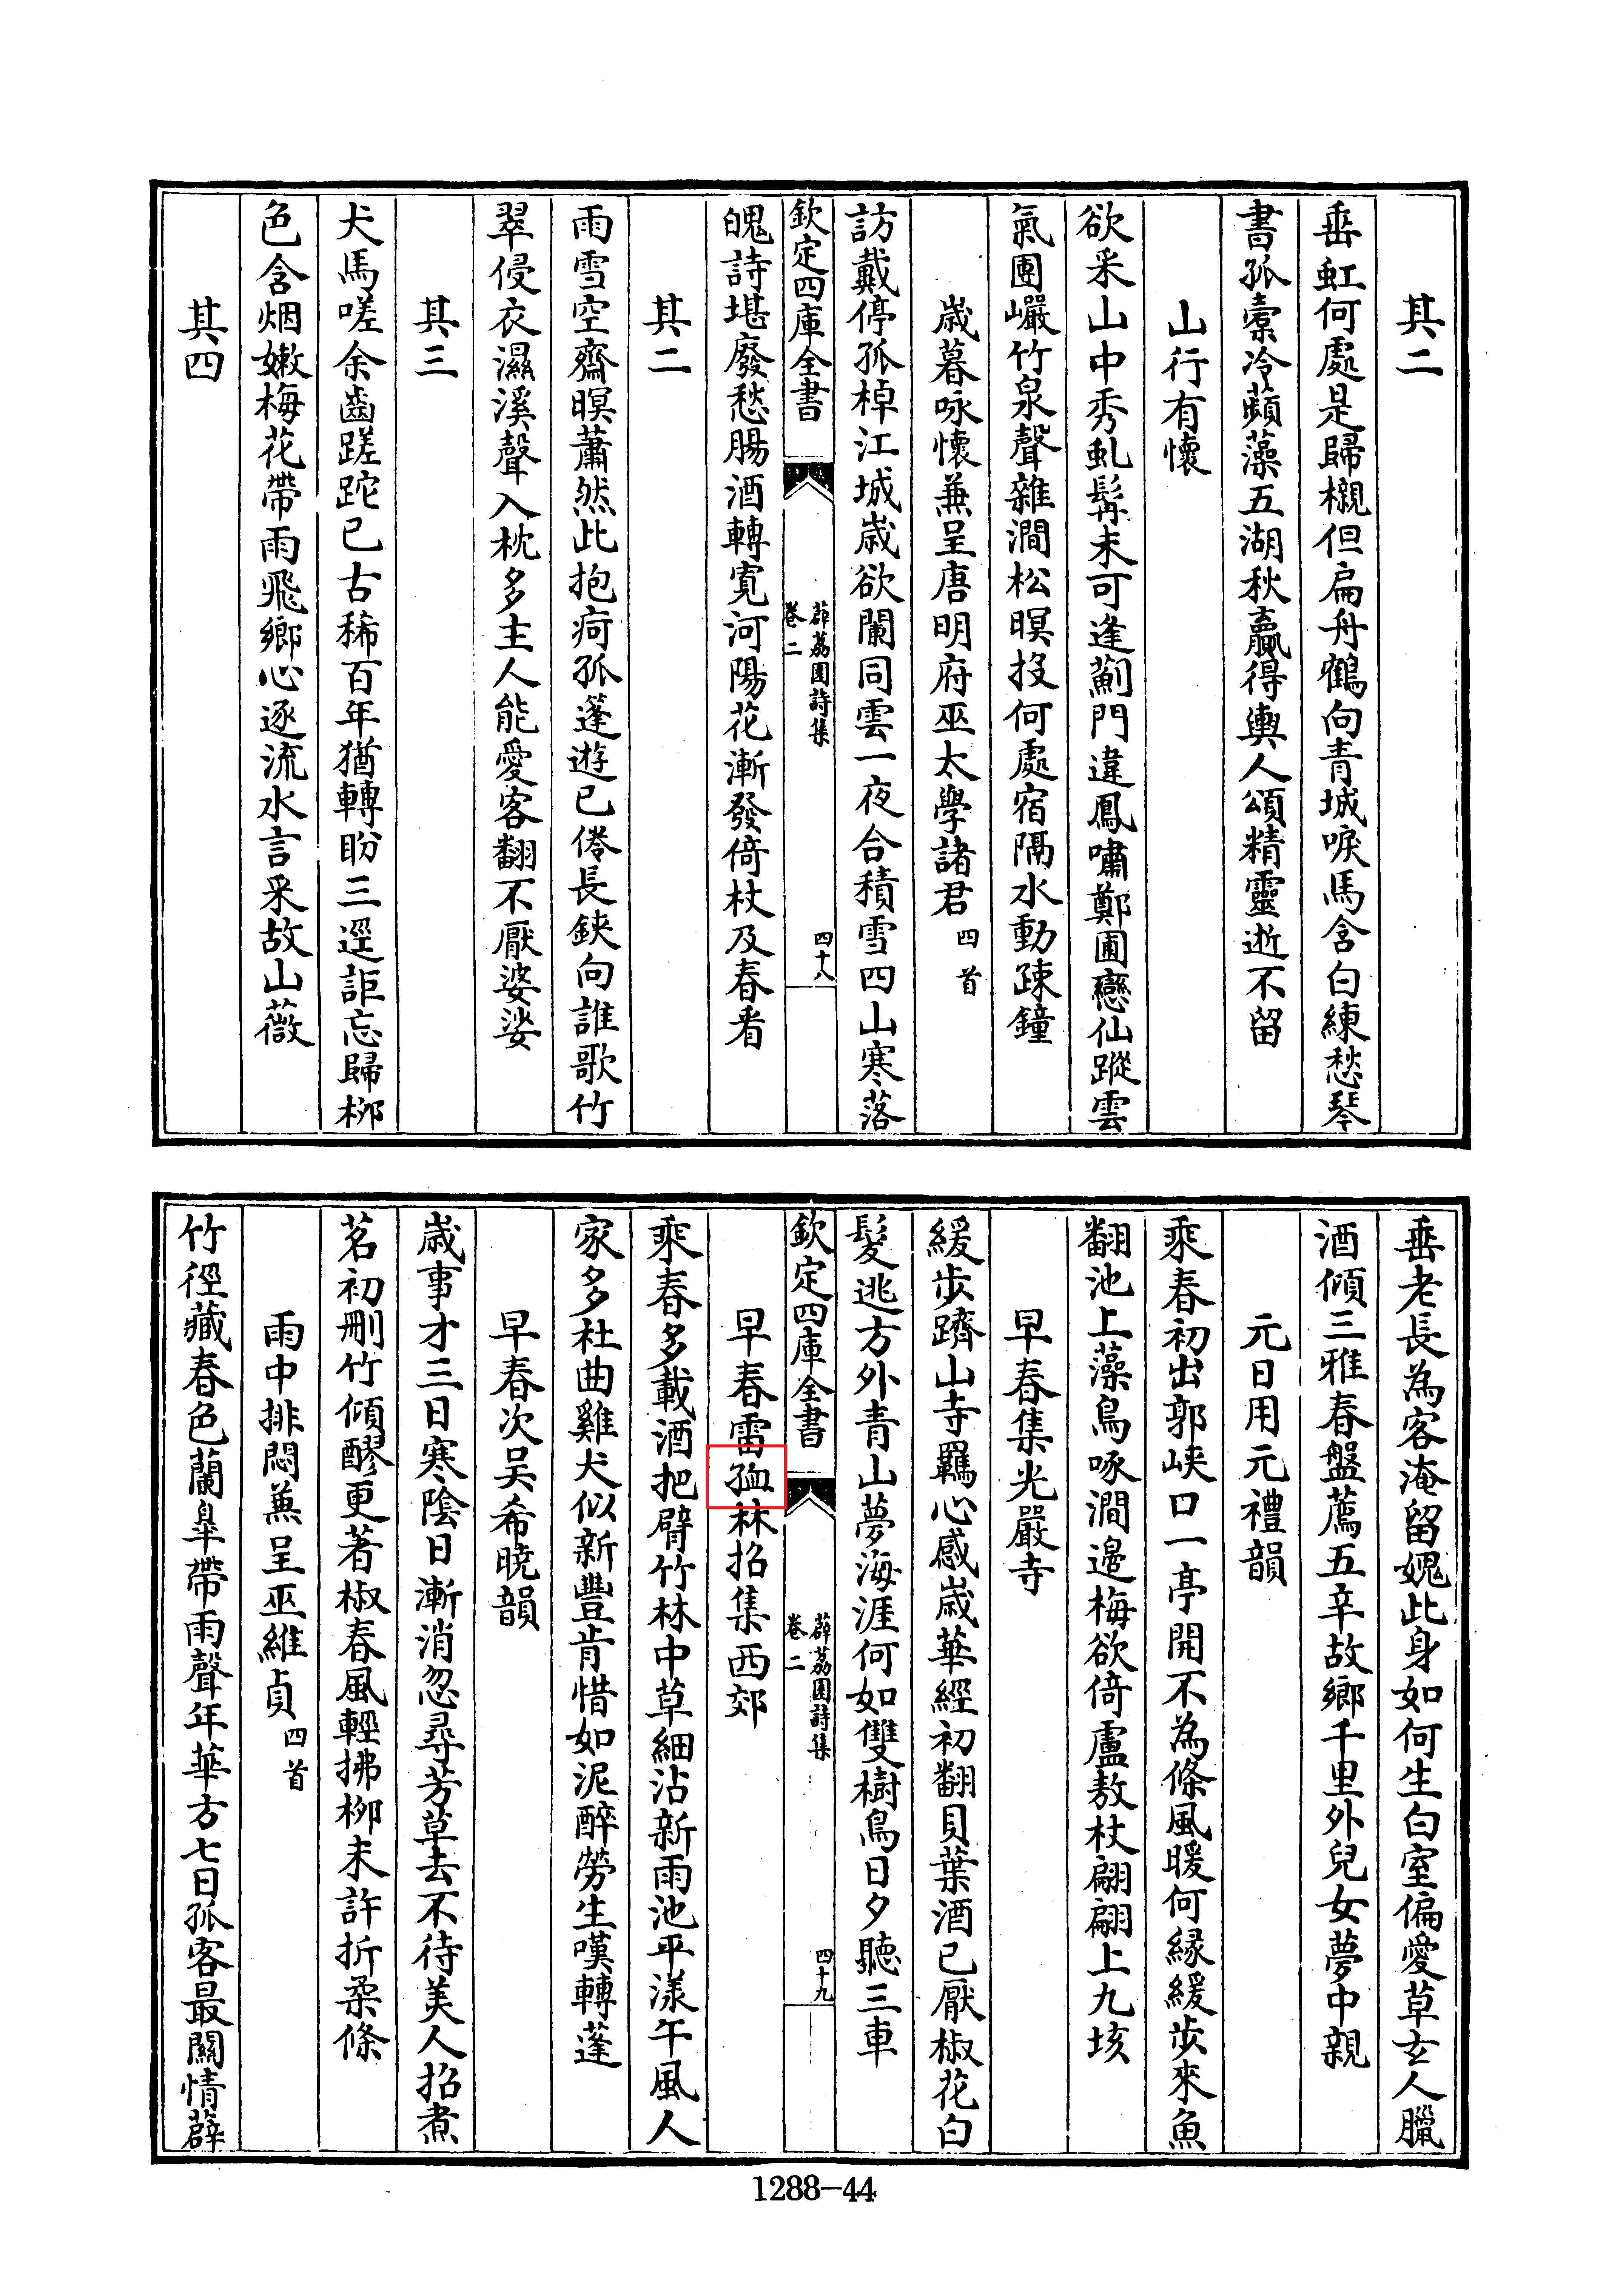 其二
垂虹何處是歸櫬但扁舟鶴向青城唳馬含白練愁琴
書孤槖冷蘋藻五湖秋贏得輿人頌精靈逝不留
山行有懷
欲采山中秀虬髯未可逢薊門違鳳嘯鄭圃戀仙蹤雲
氣團巗竹泉聲雜澗松暝投何處宿隔水動疎鐘
歲暮咏懷兼呈唐明府巫太學諸君四首
訪戴停孤棹江城歲欲闌同雲一夜合積雪四山寒落
欽定四庫全書
薜荔園詩集
卷二
四十八
魄詩堪廢愁腸酒轉寛河陽花漸發倚杖及春看
其二
雨雪空齋暝蕭然此抱疴孤篷遊已倦長鋏向誰歌竹
翠侵衣濕溪聲入枕多主人能愛客翻不厭婆娑
其三
犬馬嗟余齒蹉跎已古稀百年猶轉盼三逕詎忘歸柳
色含烟嫩梅花帶雨飛鄉心逐流水言采故山薇
其四
垂老長為客淹留媿此身如何生白室偏愛草玄人臘
酒傾三雅春盤薦五辛故鄉千里外兒女夢中親
元日用元禮韻
乘春初出郭峽口一亭開不為條風暖何緣緩步來魚
翻池上藻鳥啄澗邊梅欲倚盧敖杖翩翩上九垓
早春集光嚴寺
緩步躋山寺羈心感歲華經初翻貝葉酒已厭椒花白
髮逃方外青山夢海涯何如雙樹鳥日夕聽三車
欽定四庫全書
薜荔園詩集
卷二
四十九
早春雷孤林招集西郊
乘春多載酒把臂竹林中草細沾新雨池平漾午風人
家多杜曲雞犬似新豐肯惜如泥醉勞生嘆轉蓬
早春次吴希曉韻
歲事才三日寒陰日漸消忽尋芳草去不待美人招煮
茗初刪竹傾醪更著椒春風輕拂柳未許折柔條
雨中排悶兼呈巫維貞四首
竹徑藏春色蘭臯帶雨聲年華方七日孤客最關情薜
1288-44